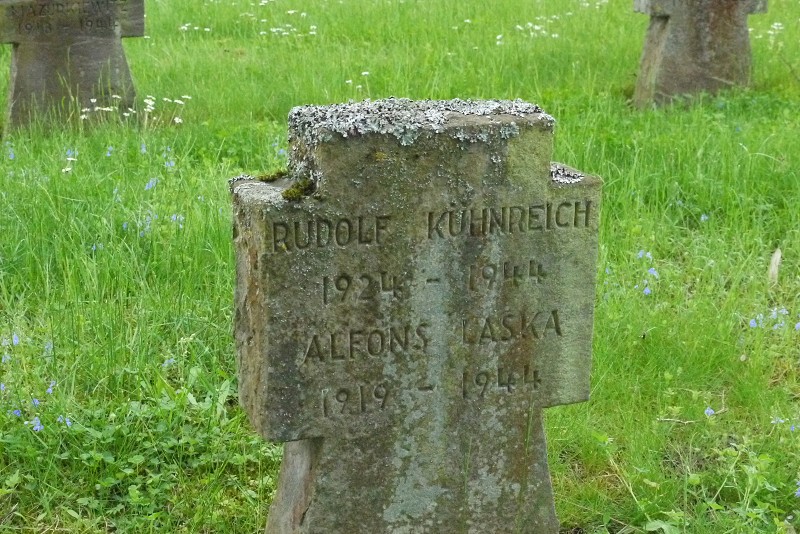 RUDOLF KÜHNREICH
1924 - 1944
ALFONS LASKA
1919 - 1944